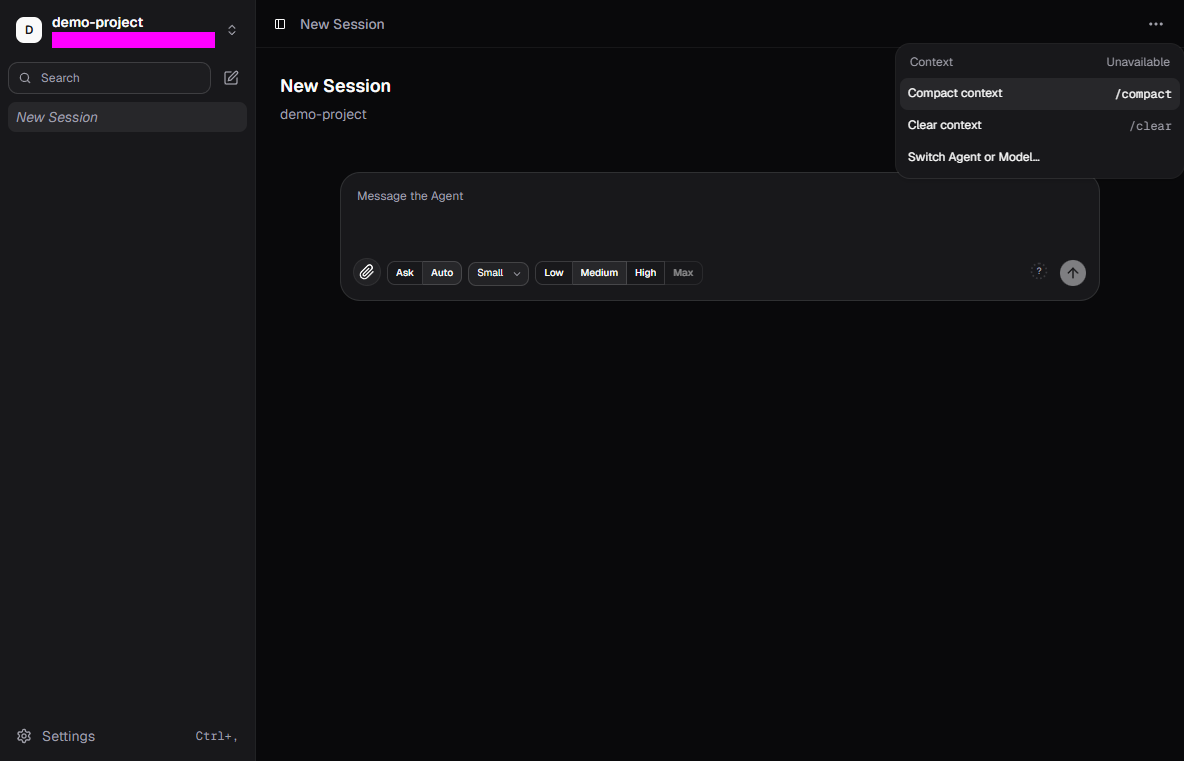 D
demo-project
Search
New Session
Settings
Ctrl+,
New Session
Context
Unavailable
Compact context
/compact
Clear context
/clear
Switch Agent or Model…
New Session
demo-project
Message the Agent
Ask
Auto
Small
Low
Medium
High
Max
?